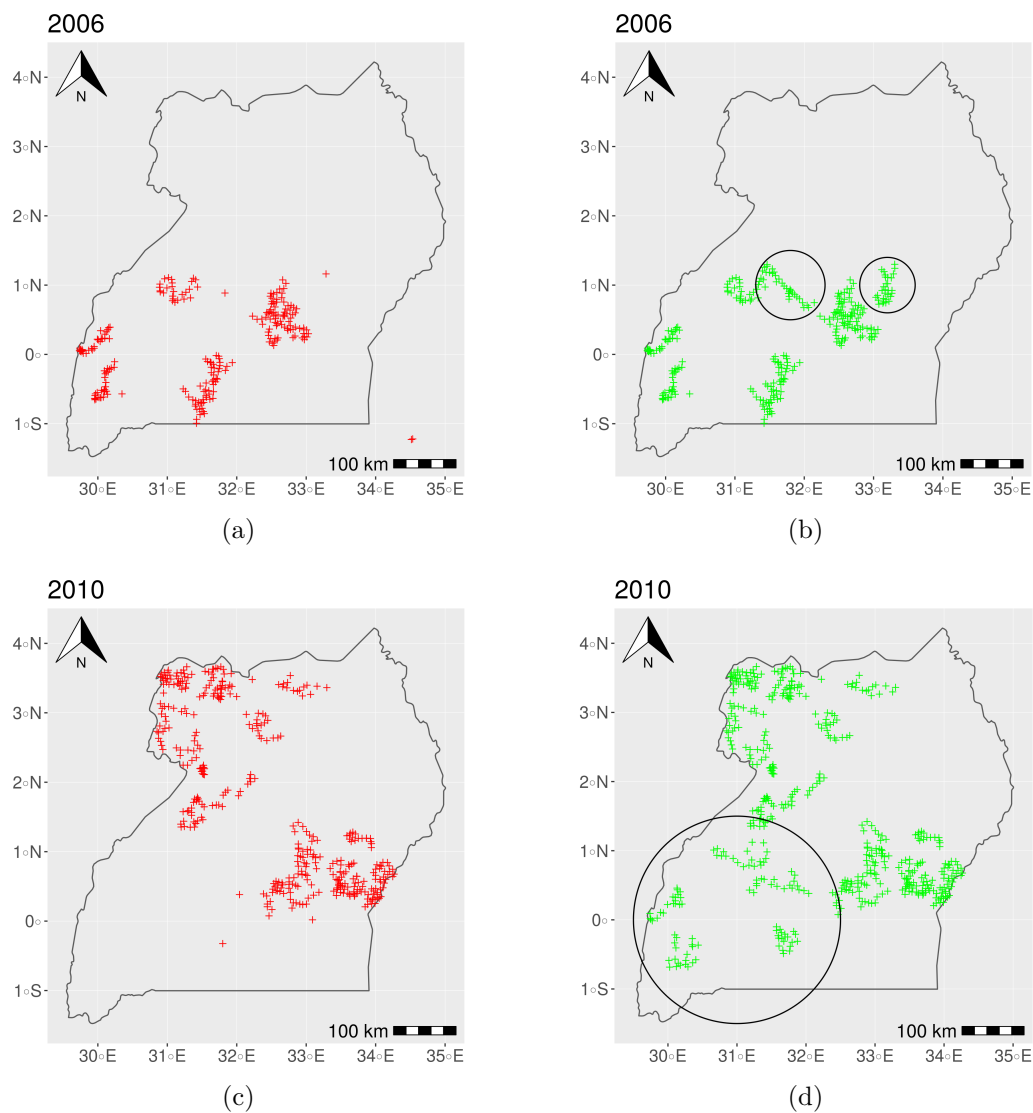 2006 2006
4∘N 4∘N
N N
3∘N 3∘N
2∘N 2∘N
1∘N 1∘N
0∘ 0∘
1∘S 1∘S
100 km 100 km
30∘E 31∘E 32∘E 33∘E 34∘E 35∘E 30∘E 31∘E 32∘E 33∘E 34∘E 35∘E
(a) (b)
2010 2010
4∘N 4∘N
N N
3∘N 3∘N
2∘N 2∘N
1∘N 1∘N
0∘ 0∘
1∘S 1∘S
100 km 100 km
30∘E 31∘E 32∘E 33∘E 34∘E 35∘E 30∘E 31∘E 32∘E 33∘E 34∘E 35∘E
(c) (d)